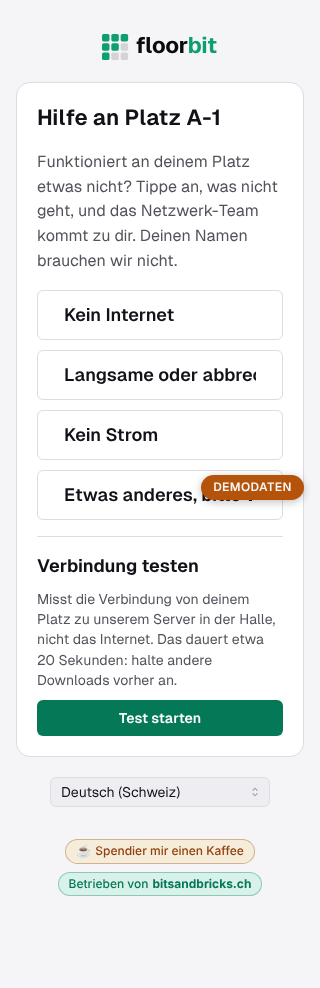 floorbit
Hilfe an Platz A-1
Funktioniert an deinem Platz
etwas nicht? Tippe an, was nicht
geht, und das Netzwerk-Team
kommt zu dir. Deinen Namen
brauchen wir nicht.
Kein Internet
Langsame oder
Kein Strom
DEMODATEN
Etwas anderes,
Verbindung testen
Misst die Verbindung von deinem
Platz zu unserem Server in der Halle,
nicht das Internet. Das dauert etwa
20 Sekunden: halte andere
Downloads vorher an.
Test starten
Deutsch (Schweiz)
Spendier mir einen Kaffee
Betrieben von bitsandbricks.ch